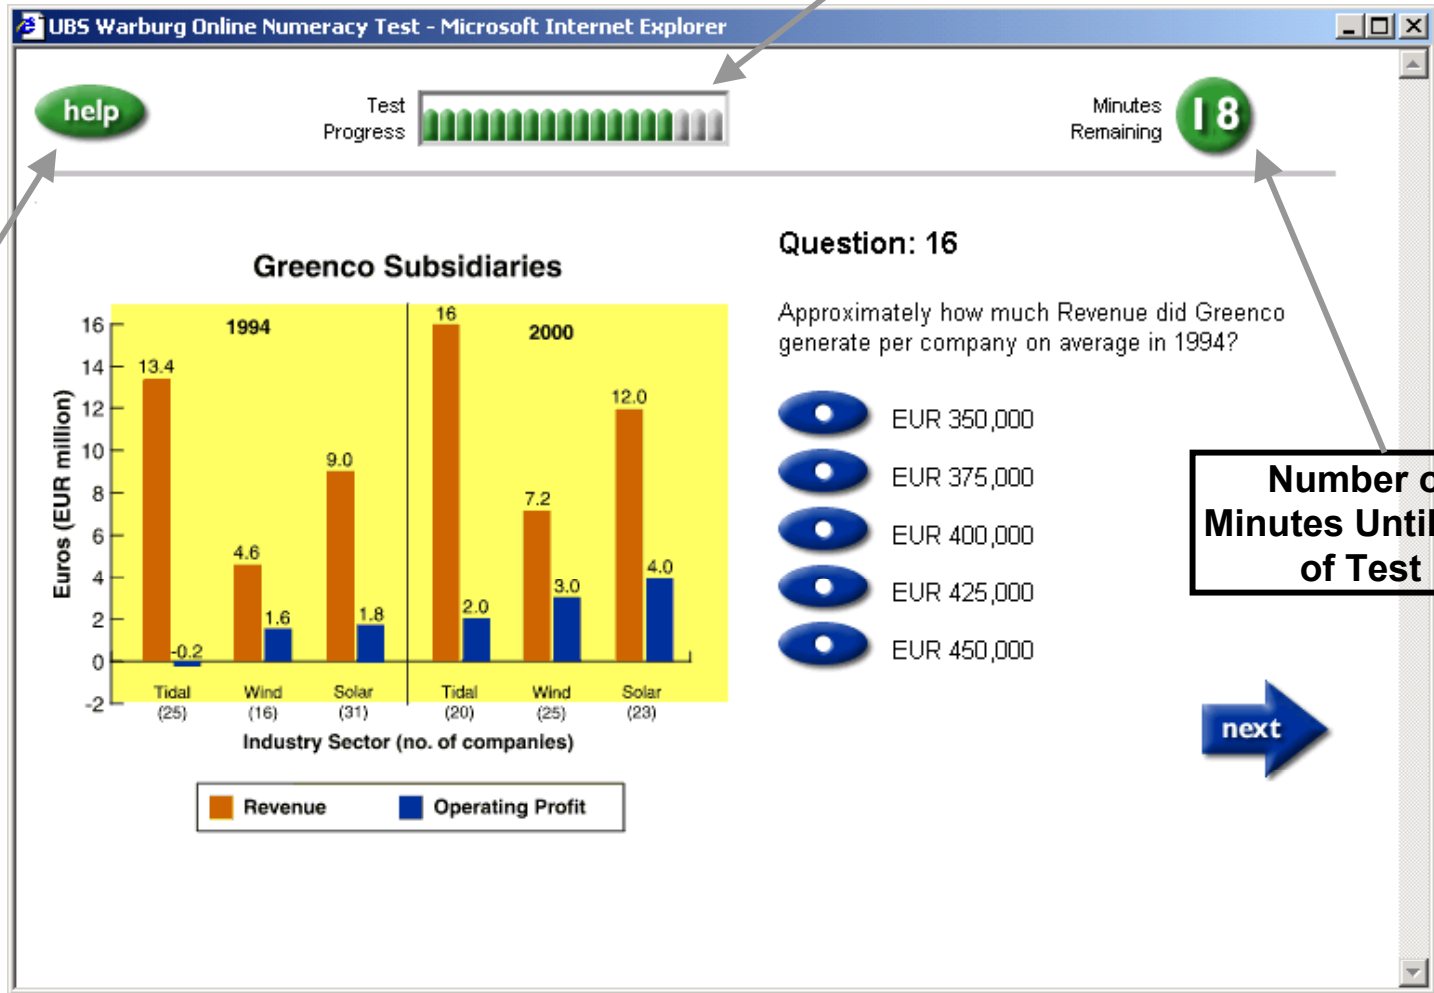 UBS Warburg Online Numeracy Test - Microsoft Internet Explorer
help
Test
Progress
Minutes
Remaining
18
Greenco Subsidiaries
1994
2000
Euros (EUR million)
16
14
12
10
8
6
4
2
0
-2
13.4
-0.2
4.6
1.6
9.0
1.8
16
2.0
7.2
3.0
12.0
4.0
Tidal Wind Solar Tidal Wind Solar
(25) (16) (31) (20) (25) (23)
Industry Sector (no. of companies)
Revenue Operating Profit
Question: 16
Approximately how much Revenue did Greenco
generate per company on average in 1994?
EUR 350,000
EUR 375,000
EUR 400,000
EUR 425,000
EUR 450,000
Number
Minutes Until
of Test
next